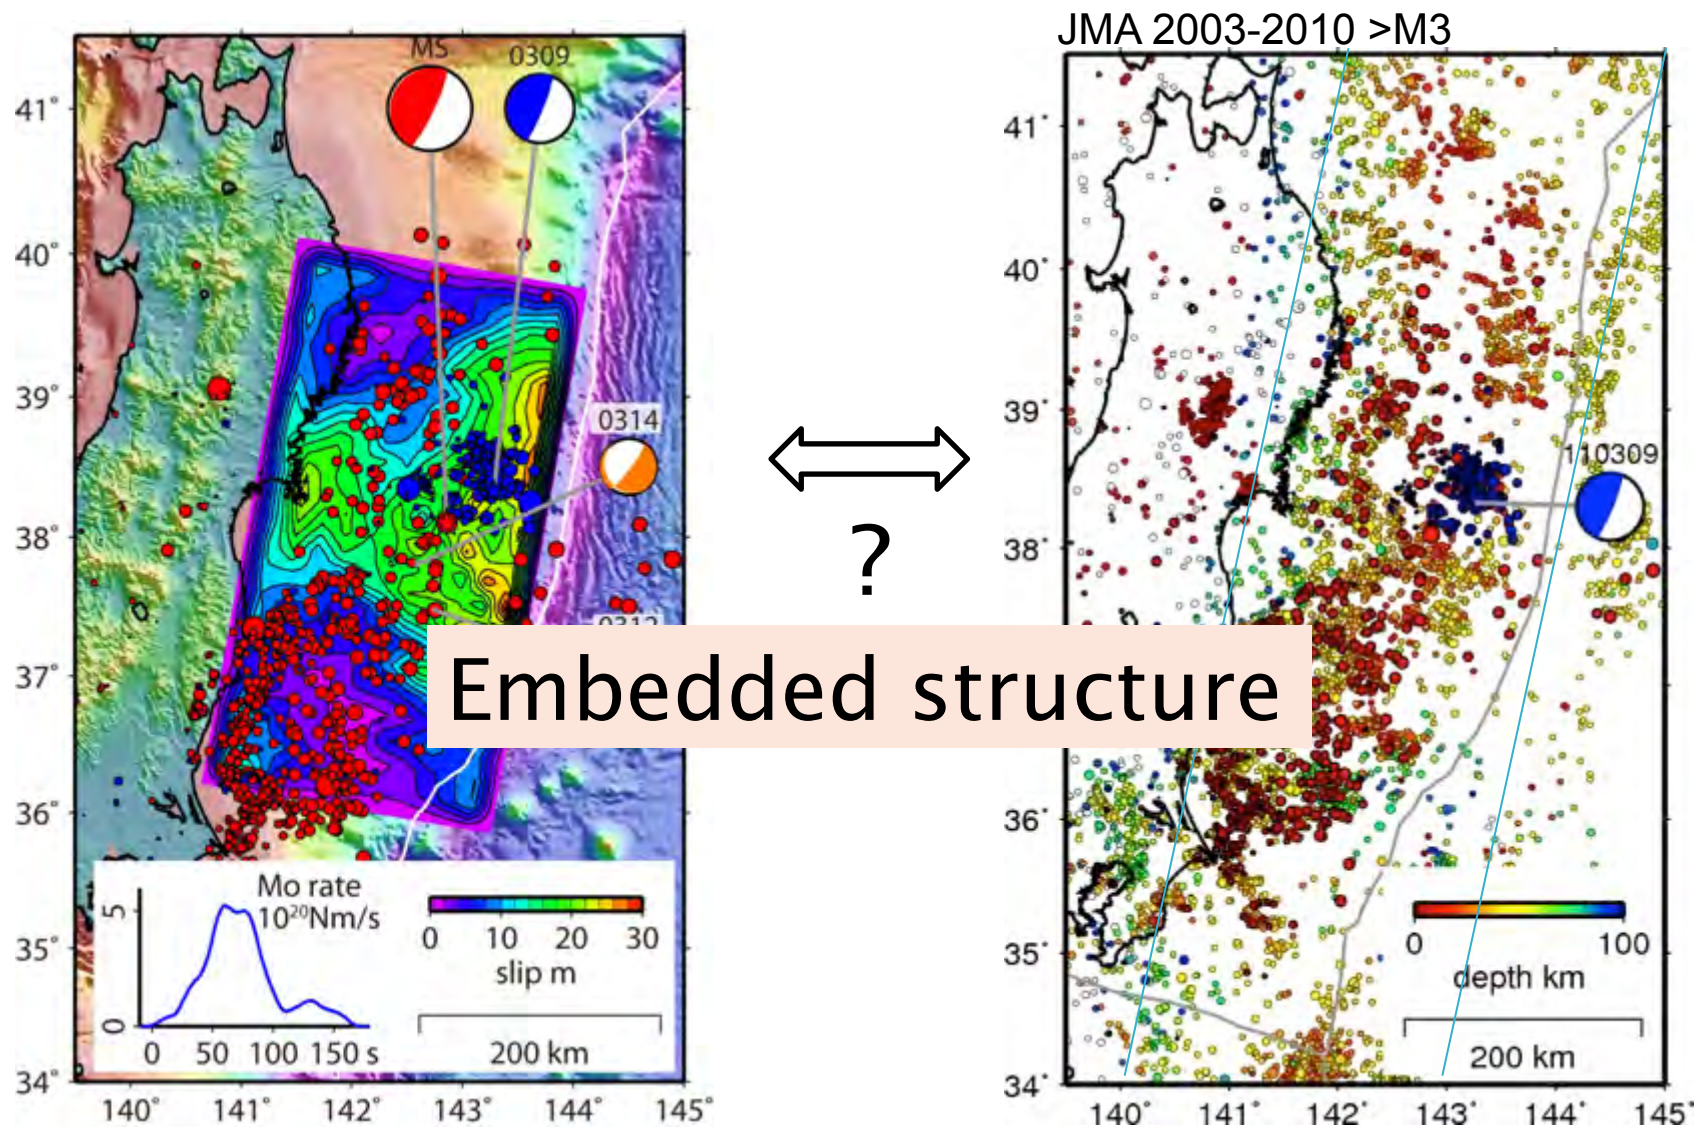 JMA 2003-2010 >M3
MS
0309
41°
40°
39°
38°
37°
36°
35°
34°
0314
0312
Mo rate
10²⁰Nm/s
5
0
0 50 100 150 s
0 10 20 30
slip m
200 km
140° 141° 142° 143° 144° 145°
?
Embedded structure
41°
40°
39°
38°
36°
35°
34°
110309
0 100
depth km
200 km
140 141° 142° 143° 144° 145°